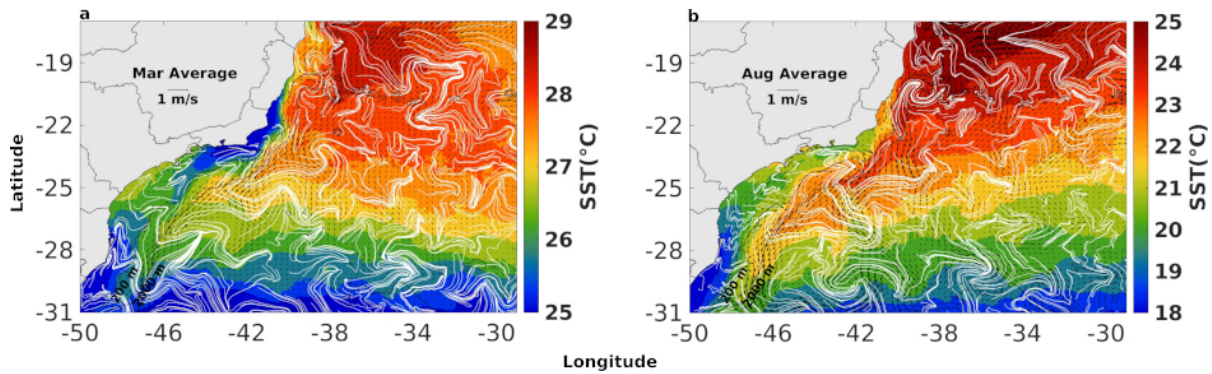 a
Mar Average
1 m/s
200 m
2000 m
-19
-22
-25
-28
-31
-50
-46
-42
-38
-34
-30
Latitude
29
28
27
26
25
SST(°C)
b
Aug Average
1 m/s
200 m
2000 m
-19
-22
-25
-28
-31
-50
-46
-42
-38
-34
-30
25
24
23
22
21
20
19
18
SST(°C)
Longitude